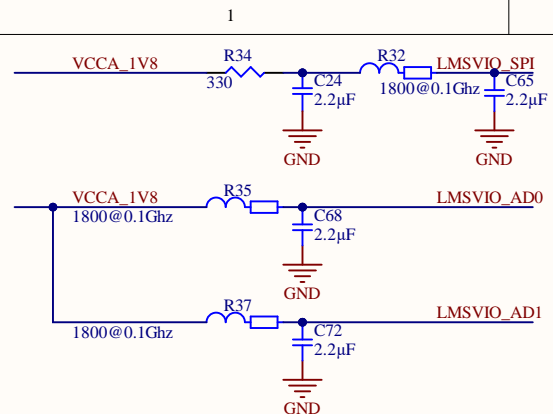 1
VCCA_1V8
R34
330
C24
2.2µF
GND
R32
1800@0.1Ghz
LMSVIO_SPI
C65
2.2µF
GND
VCCA_1V8
1800@0.1Ghz
R35
C68
2.2µF
GND
LMSVIO_AD0
1800@0.1Ghz
R37
C72
2.2µF
GND
LMSVIO_AD1